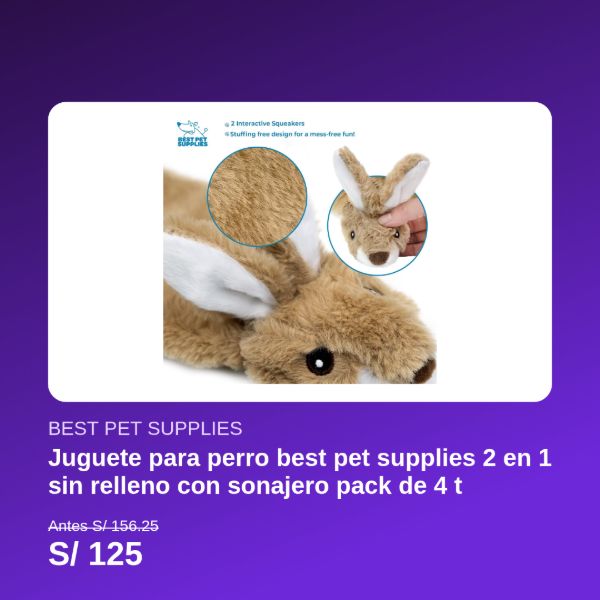 BEST PET
SUPPLIES
2 Interactive Squeakers
Stuffing free design for a mess-free fun!
BEST PET SUPPLIES
Juguete para perro best pet supplies 2 en 1
sin relleno con sonajero pack de 4 t
Antes S/ 156.25
S/ 125